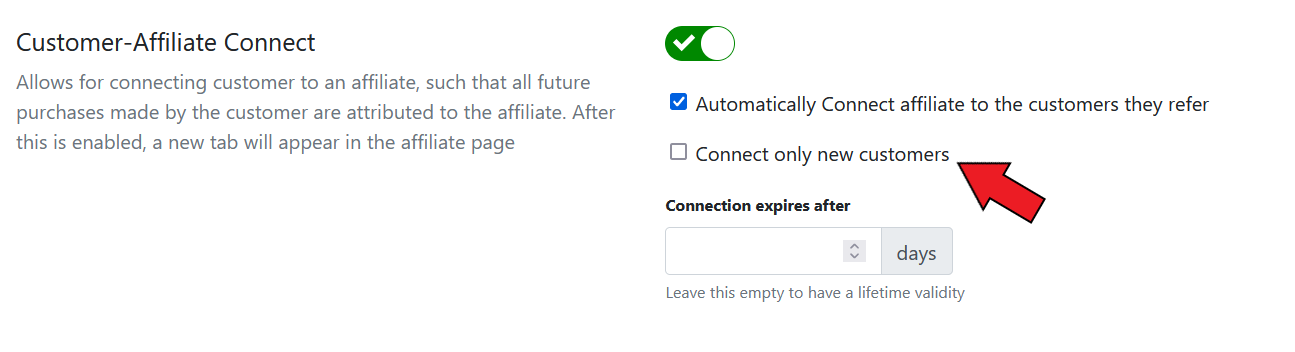 Customer-Affiliate Connect
Allows for connecting customer to an affiliate, such that all future
purchases made by the customer are attributed to the affiliate. After
this is enabled, a new tab will appear in the affiliate page
Automatically Connect affiliate to the customers they refer
Connect only new customers
Connection expires after
days
Leave this empty to have a lifetime validity